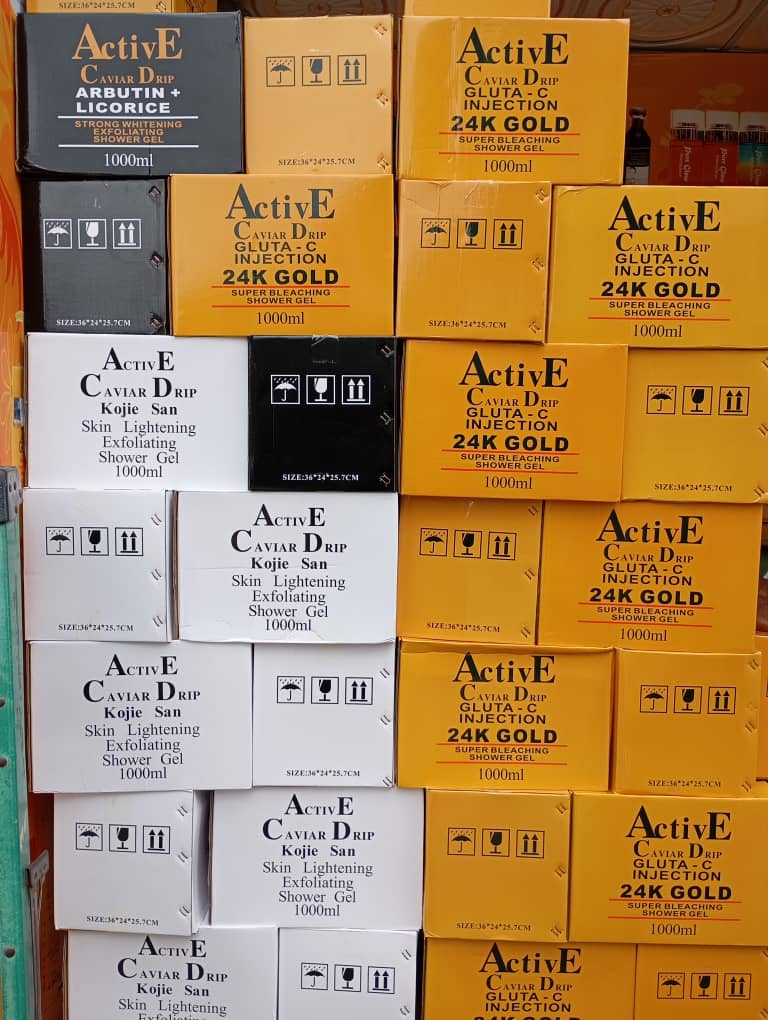 SIZE:36*24*25.7CM
ActivE
CAVIAR DRIP
ARBUTIN +
LICORICE
STRONG WHITENING
EXFOLIATING
SHOWER GEL
1000ml
SIZE:36*24*25.7CM
ActivE
CAVIAR DRIP
GLUTA - C
INJECTION
24K GOLD
SUPER BLEACHING
SHOWER GEL
1000ml
SIZE:36*24*25.7CM
ActivE
CAVIAR DRIP
GLUTA - C
INJECTION
24K GOLD
SUPER BLEACHING
SHOWER GEL
1000ml
SIZE:36*24*25.7CM
ActivE
CAVIAR DRIP
GLUTA - C
INJECTION
24K GOLD
SUPER BLEACHING
SHOWER GEL
1000ml
ACTIVE
CAVIAR DRIP
Kojie San
Skin Lightening
Exfoliating
Shower Gel
1000ml
SIZE:36*24*25.7CM
ActivE
CAVIAR DRIP
GLUTA - C
INJECTION
24K GOLD
SUPER BLEACHING
SHOWER GEL
1000ml
SIZE:36*24*25.7CM
SIZE:36*24*25.7CM
ACTIVE
CAVIAR DRIP
Kojie San
Skin Lightening
Exfoliating
Shower Gel
1000ml
SIZE:36*24*25.7CM
ActivE
CAVIAR DRIP
GLUTA - C
INJECTION
24K GOLD
SUPER BLEACHING
SHOWER GEL
1000ml
ACTIVE
CAVIAR DRIP
Kojie San
Skin Lightening
Exfoliating
Shower Gel
1000ml
SIZE:36*24*25.7CM
ActivE
CAVIAR DRIP
GLUTA - C
INJECTION
24K GOLD
SUPER BLEACHING
SHOWER GEL
1000ml
SIZE:36*24*25.7CM
SIZE:36*24*25.7CM
ACTIVE
CAVIAR DRIP
Kojie San
Skin Lightening
Exfoliating
Shower Gel
1000ml
SIZE:36*24*25.7CM
ActivE
CAVIAR DRIP
GLUTA - C
INJECTION
24K GOLD
SUPER BLEACHING
SHOWER GEL
1000ml
ACTIVE
CAVIAR DRIP
Kojie San
Skin Lightening
Exfoliating
ActivE
CAVIAR DRIP
GLUTA - C
INJECTION
24K GOLD